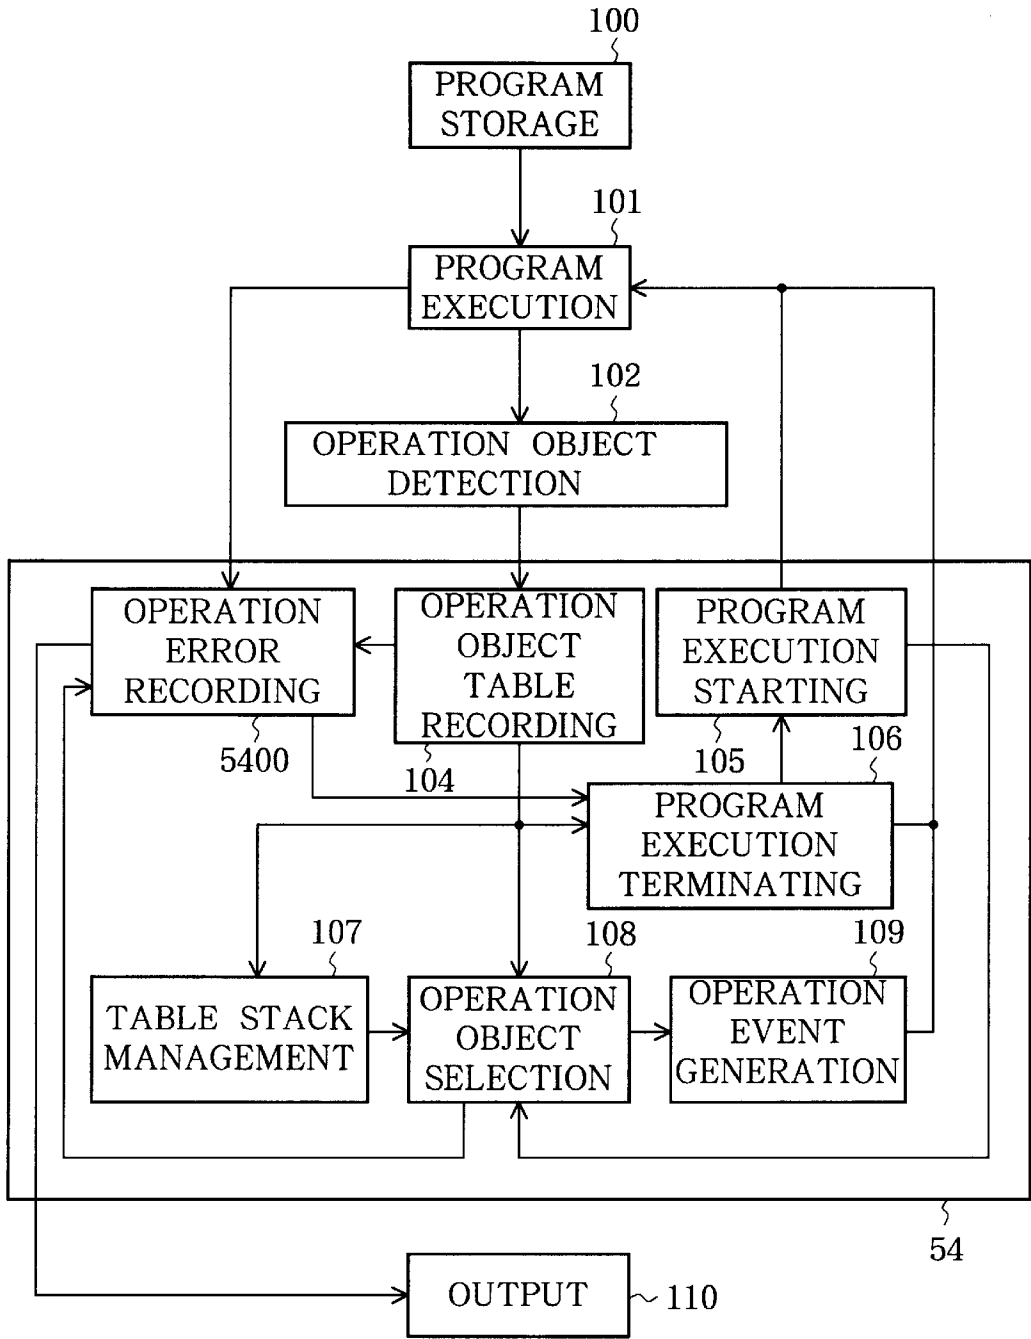 100
PROGRAM
STORAGE
101
PROGRAM
EXECUTION
102
OPERATION OBJECT
DETECTION
OPERATION
ERROR
RECORDING
5400
OPERATION
OBJECT
TABLE
RECORDING
104
PROGRAM
EXECUTION
STARTING
105
106
PROGRAM
EXECUTION
TERMINATING
107
TABLE STACK
MANAGEMENT
108
OPERATION
OBJECT
SELECTION
109
OPERATION
EVENT
GENERATION
54
OUTPUT
110